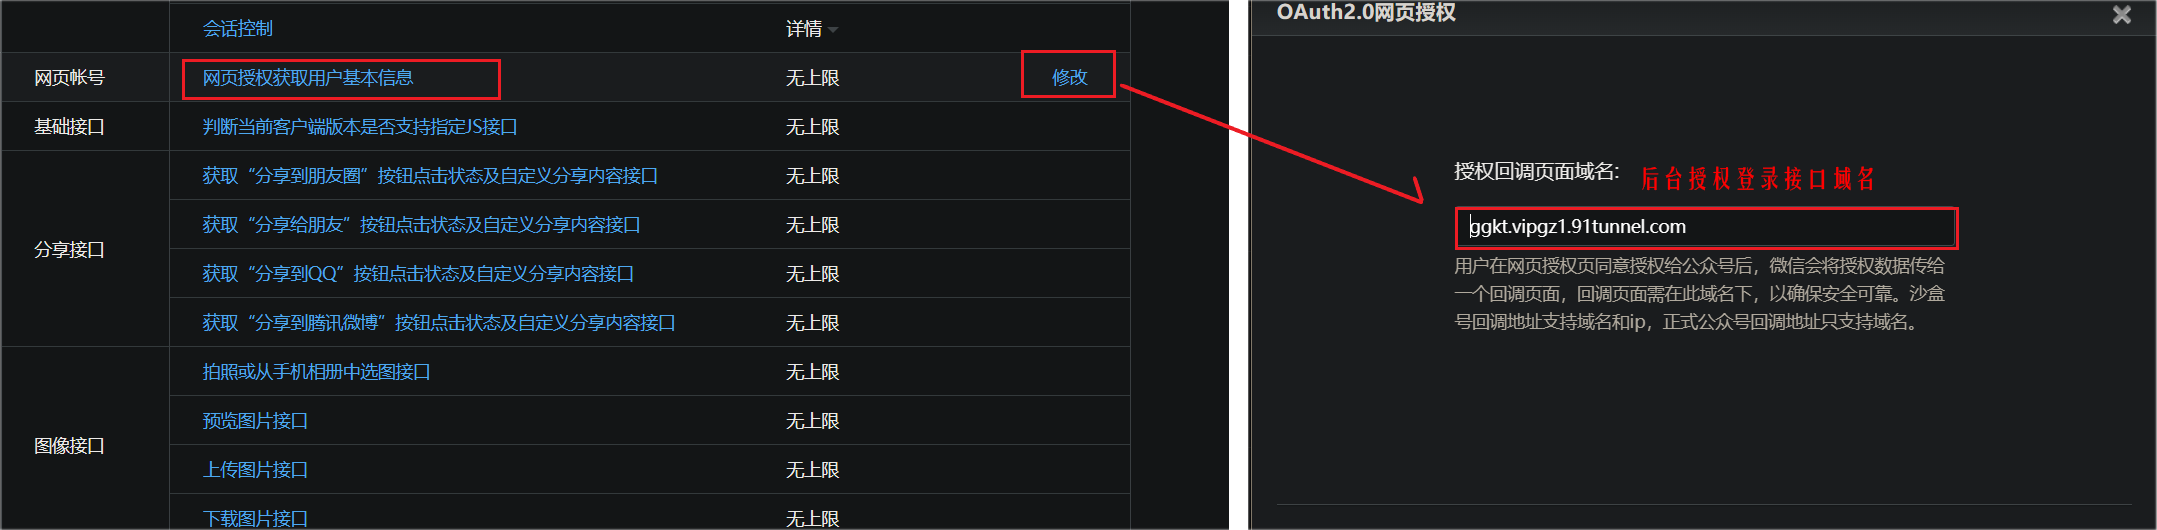 会话控制 详情
网页帐号 网页授权获取用户基本信息 无上限 修改
基础接口 判断当前客户端版本是否支持指定JS接口 无上限
获取“分享到朋友圈”按钮点击状态及自定义分享内容接口 无上限
获取“分享给朋友”按钮点击状态及自定义分享内容接口 无上限
分享接口
获取“分享到QQ”按钮点击状态及自定义分享内容接口 无上限
获取“分享到腾讯微博”按钮点击状态及自定义分享内容接口 无上限
拍照或从手机相册中选图接口 无上限
预览图片接口 无上限
图像接口
上传图片接口 无上限
下载图片接口 无上限
OAuth2.0网页授权
授权回调页面域名: 后台授权登录接口域名
ggkt.vipgz1.91tunnel.com
用户在网页授权页同意授权给公众号后，微信会将授权数据传给
一个回调页面，回调页面需在此域名下，以确保安全可靠。沙盒
号回调地址支持域名和ip，正式公众号回调地址只支持域名。